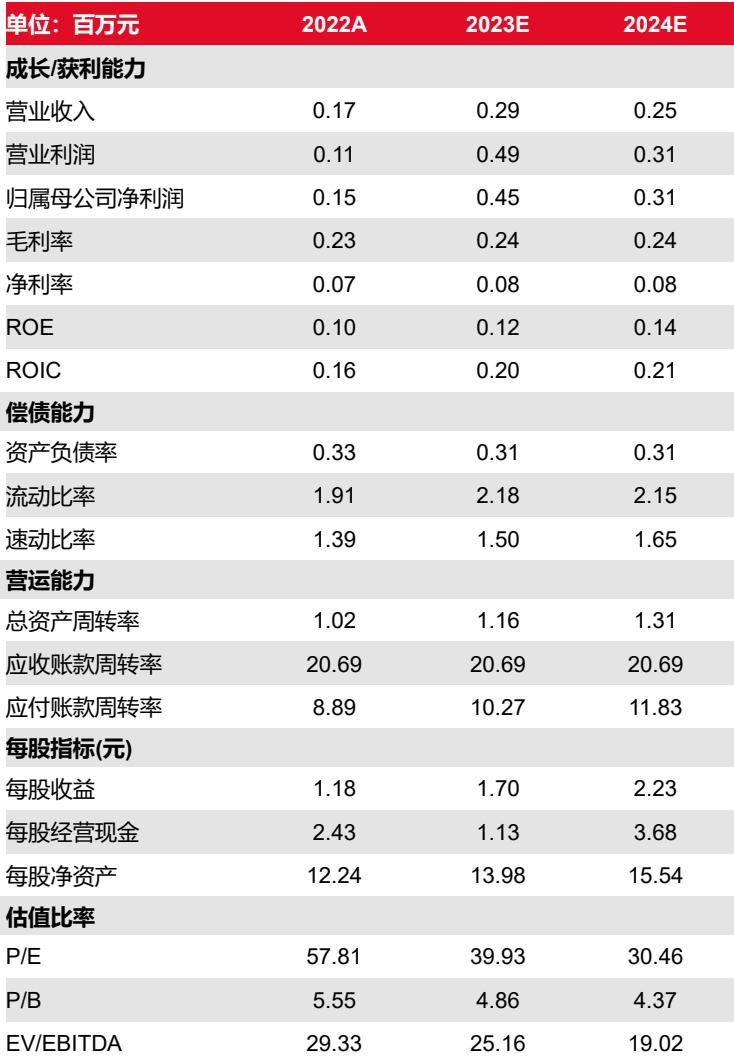 单位：百万元 2022A 2023E 2024E
成长/获利能力
营业收入 0.17 0.29 0.25
营业利润 0.11 0.49 0.31
归属母公司净利润 0.15 0.45 0.31
毛利率 0.23 0.24 0.24
净利率 0.07 0.08 0.08
ROE 0.10 0.12 0.14
ROIC 0.16 0.20 0.21
偿债能力
资产负债率 0.33 0.31 0.31
流动比率 1.91 2.18 2.15
速动比率 1.39 1.50 1.65
营运能力
总资产周转率 1.02 1.16 1.31
应收账款周转率 20.69 20.69 20.69
应付账款周转率 8.89 10.27 11.83
每股指标(元)
每股收益 1.18 1.70 2.23
每股经营现金 2.43 1.13 3.68
每股净资产 12.24 13.98 15.54
估值比率
P/E 57.81 39.93 30.46
P/B 5.55 4.86 4.37
EV/EBITDA 29.33 25.16 19.02